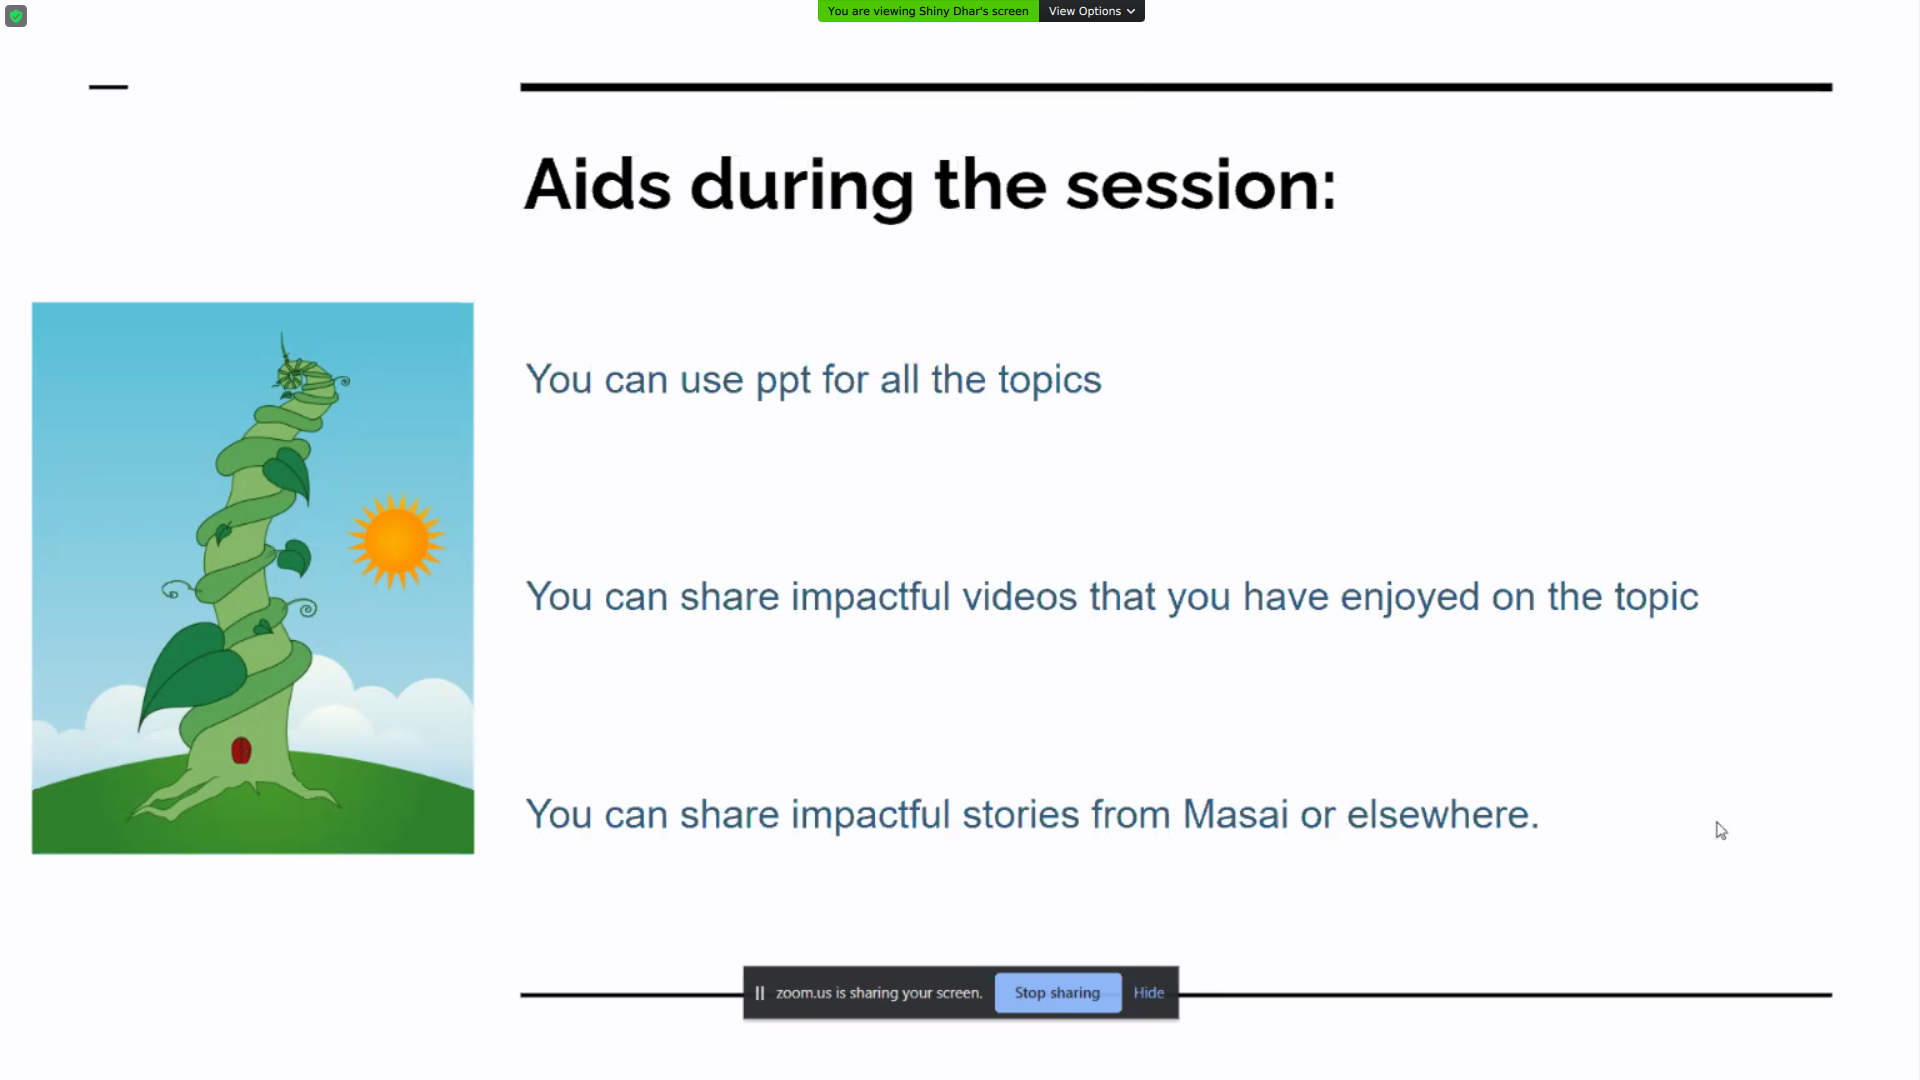 You are viewing Shiny Dhar's screen View Options
Aids during the session:
You can use ppt for all the topics
You can share impactful videos that you have enjoyed on the topic
You can share impactful stories from Masai or elsewhere.
zoom.us is sharing your screen. Stop sharing Hide